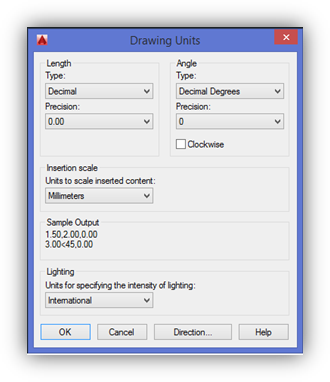 Drawing Units
Length
Type:
Decimal
Precision:
0.00
Angle
Type:
Decimal Degrees
Precision:
0
Clockwise
Insertion scale
Units to scale inserted content:
Millimeters
Sample Output
1.50,2.00,0.00
3.00<45,0.00
Lighting
Units for specifying the intensity of lighting:
International
OK Cancel Direction... Help